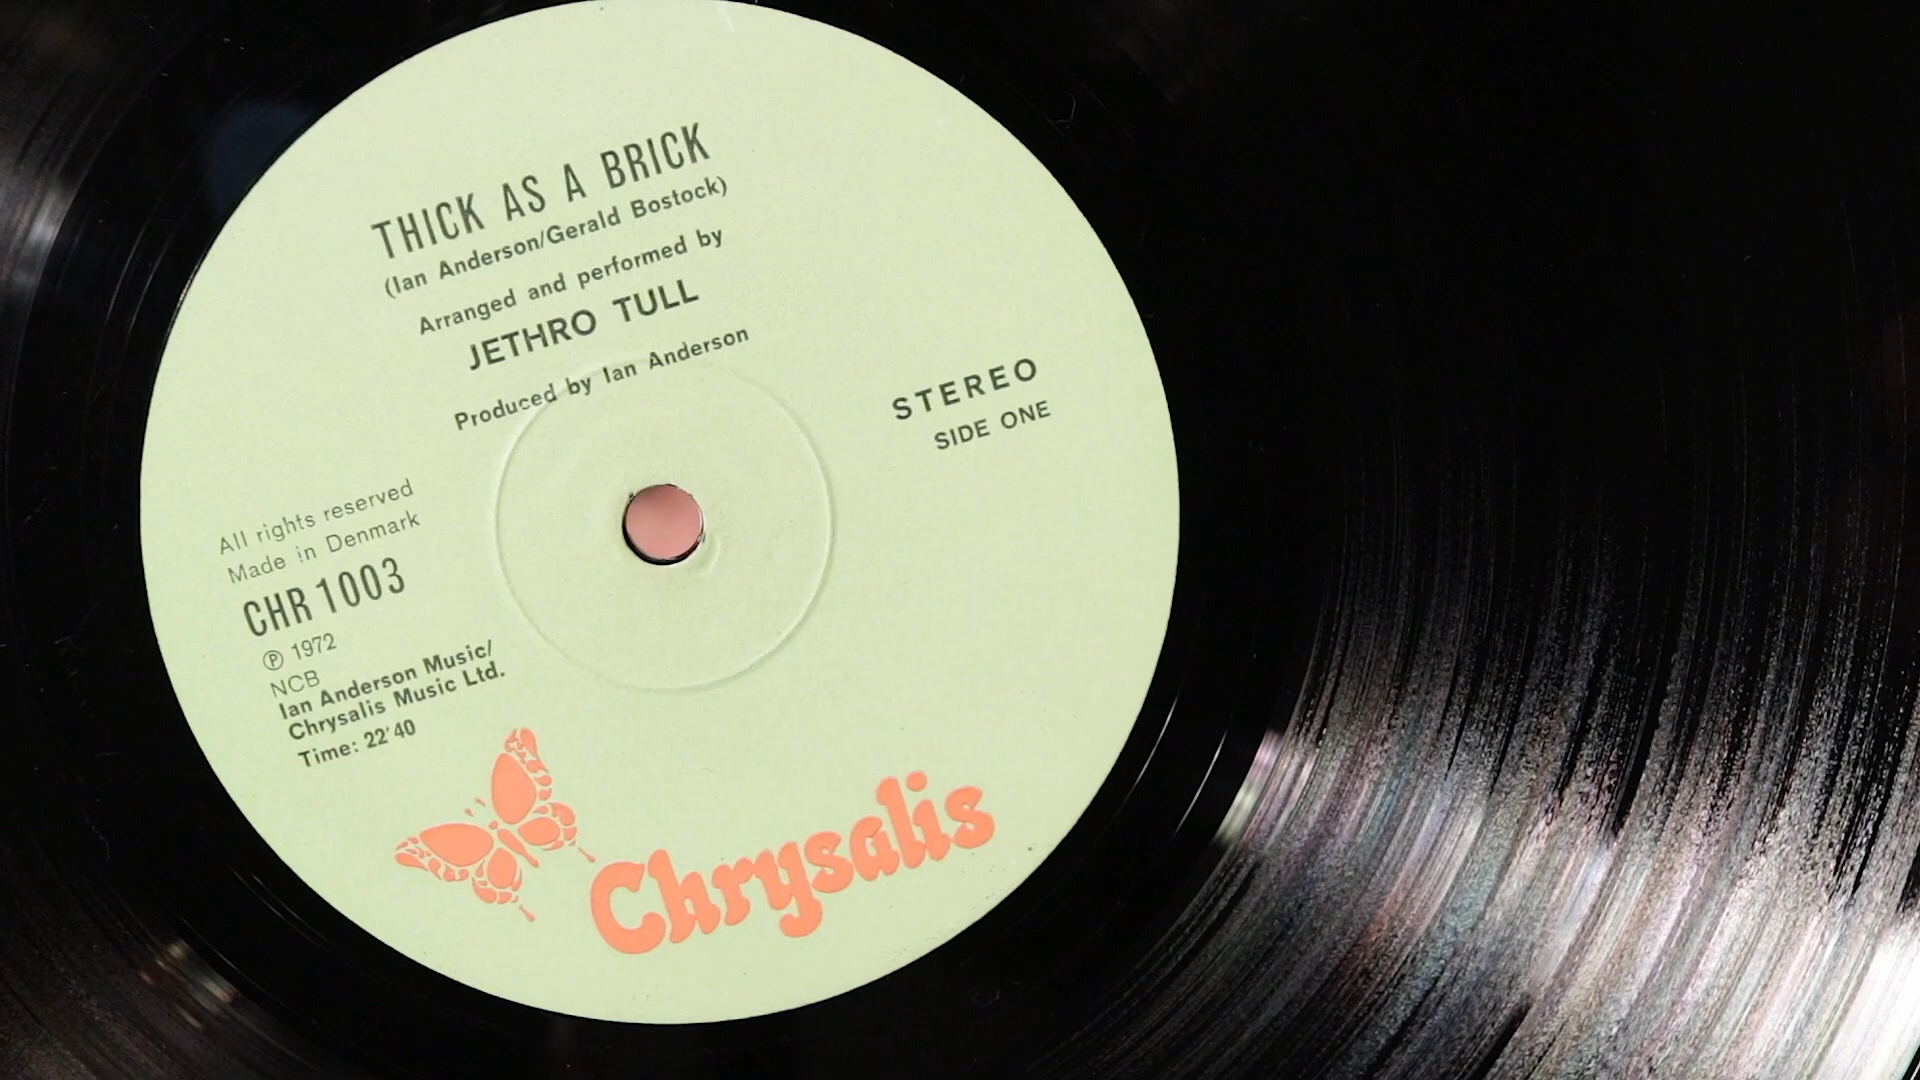 THICK AS A BRICK
(Ian Anderson/Gerald Bostock)
Arranged and performed by
JETHRO TULL
Produced by Ian Anderson
STEREO
SIDE ONE
All rights reserved
Made in Denmark
CHR 1003
℗ 1972
NCB
Ian Anderson Music/
Chrysalis Music Ltd.
Time: 22'40
Chrysalis